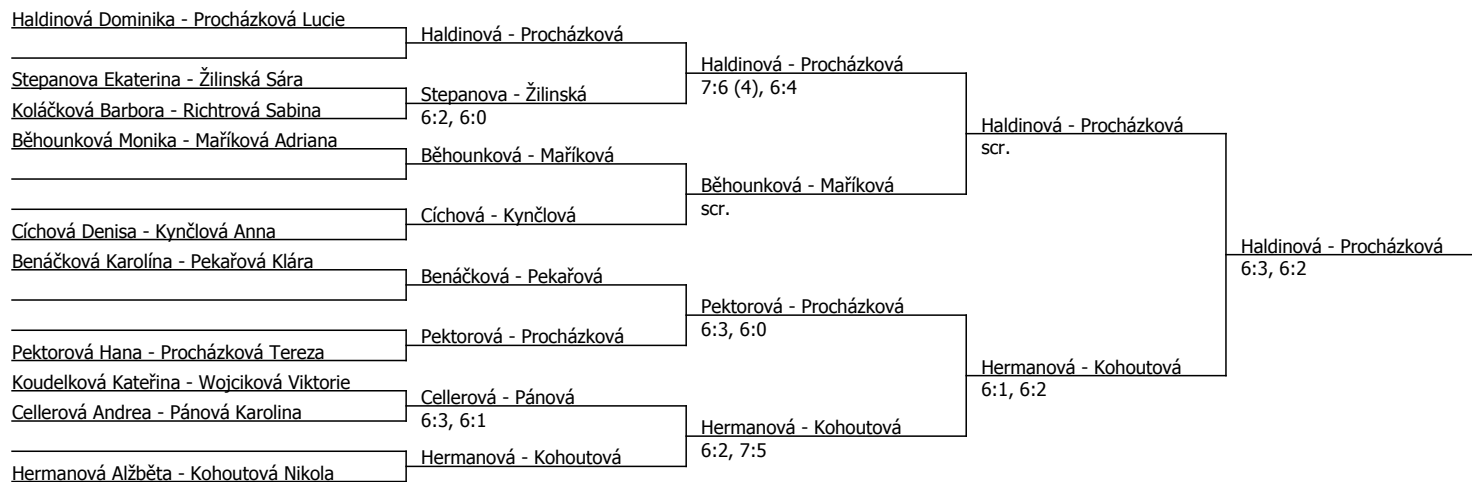 Haldinová Dominika - Procházková Lucie
Stepanova Ekaterina - Žilinská Sára
Koláčková Barbora - Richtrová Sabina
Běhounková Monika - Maříková Adriana
Cíchová Denisa - Kynčlová Anna
Benáčková Karolína - Pekařová Klára
Pektorová Hana - Procházková Tereza
Koudelková Kateřina - Wojciková Viktorie
Cellerová Andrea - Pánová Karolina
Hermanová Alžběta - Kohoutová Nikola
Haldinová - Procházková
Stepanova - Žilinská
6:2, 6:0
Běhounková - Maříková
Cíchová - Kynčlová
Benáčková - Pekařová
Pektorová - Procházková
Cellerová - Pánová
6:3, 6:1
Hermanová - Kohoutová
Haldinová - Procházková
7:6 (4), 6:4
Běhounková - Maříková
scr.
Pektorová - Procházková
6:3, 6:0
Hermanová - Kohoutová
6:2, 7:5
Haldinová - Procházková
scr.
Hermanová - Kohoutová
6:1, 6:2
Haldinová - Procházková
6:3, 6:2